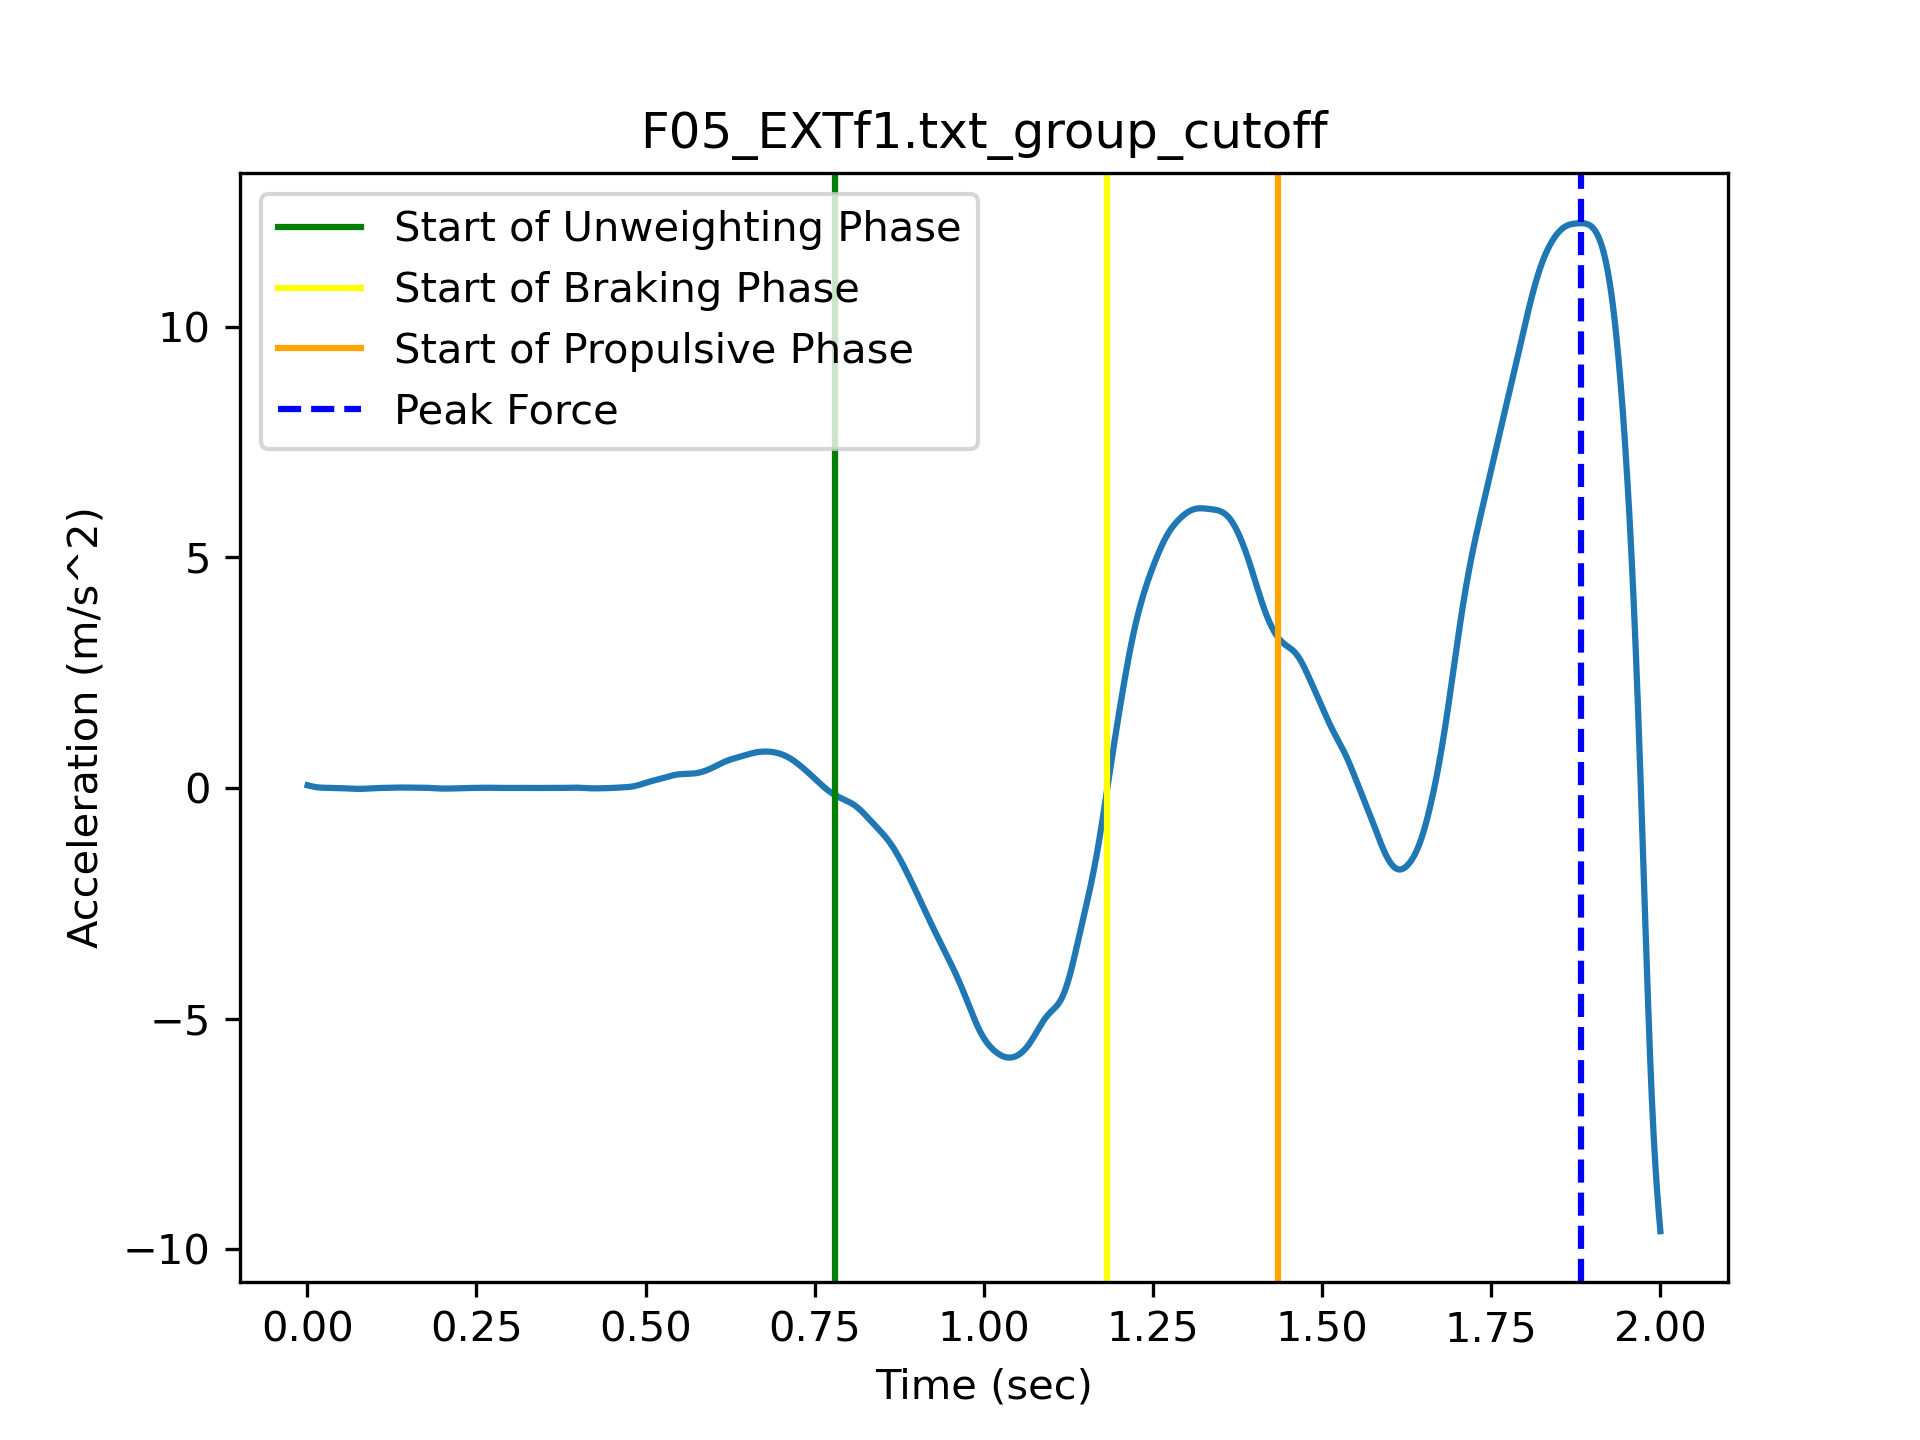 F05_EXTf1.txt_group_cutoff
Start of Unweighting Phase
Start of Braking Phase
Start of Propulsive Phase
Peak Force
Acceleration (m/s^2)
10
5
0
−5
−10
0.00 0.25 0.50 0.75 1.00 1.25 1.50 1.75 2.00
Time (sec)